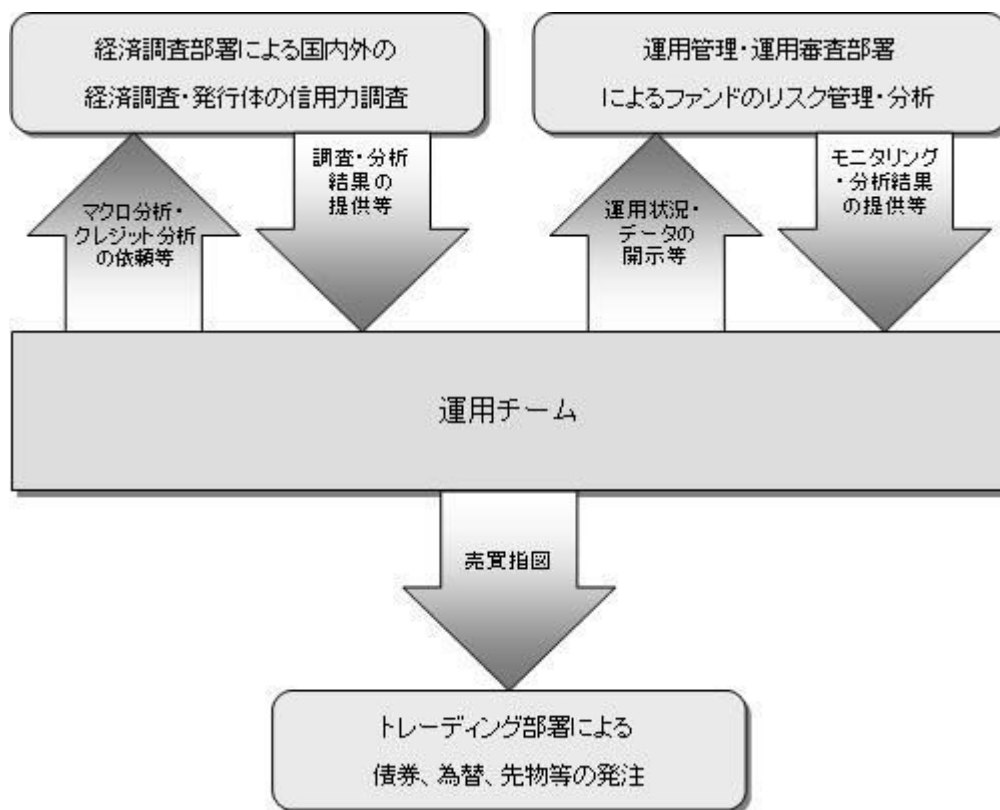 経済調査部署による国内外の
経済調査・発行体の信用力調査
運用管理・運用審査部署
によるファンドのリスク管理・分析
マクロ分析・
クレジット分析
の依頼等
調査・分析
結果の
提供等
運用状況・
データの
開示等
モニタリング
・分析結果
の提供等
運用チーム
売買指図
トレーディング部署による
債券、為替、先物等の発注